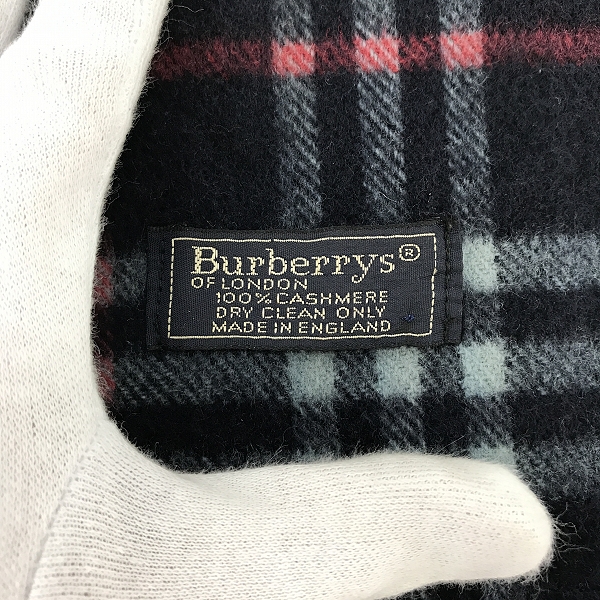 Burberrys®
OF LONDON
100% CASHMERE
DRY CLEAN ONLY
MADE IN ENGLAND